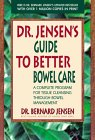 DR. JENSEN'S
GUIDE TO BETTER
BOWEL CARE
A COMPLETE PROGRAM
FOR TISSUE CLEANSING
THROUGH BOWEL
MANAGEMENT
DR. BERNARD JENSEN